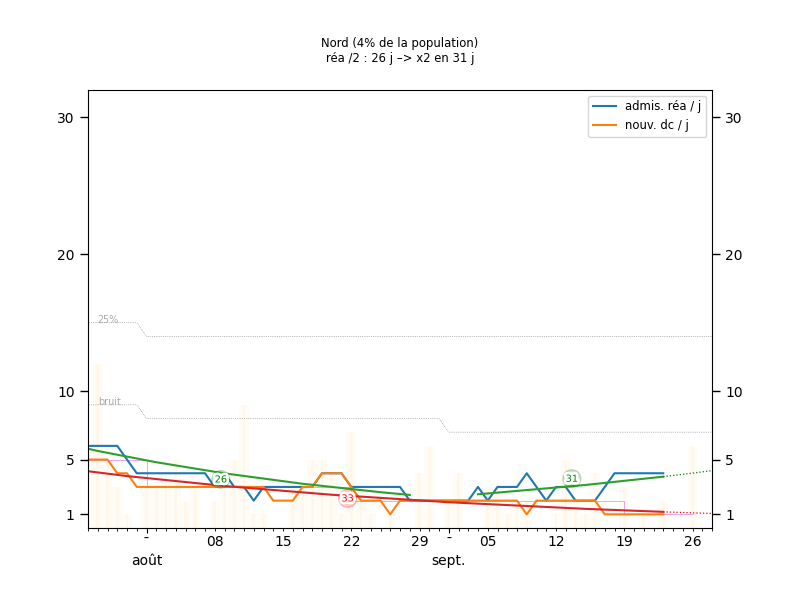 Nord (4% de la population)
réa /2 : 26 j –> x2 en 31 j
admis. réa / j
nouv. dc / j
30
30
20
20
25%
10
10
bruit
5
5
26
31
33
1
1
- 08 15 22 29 - 05 12 19 26
août sept.